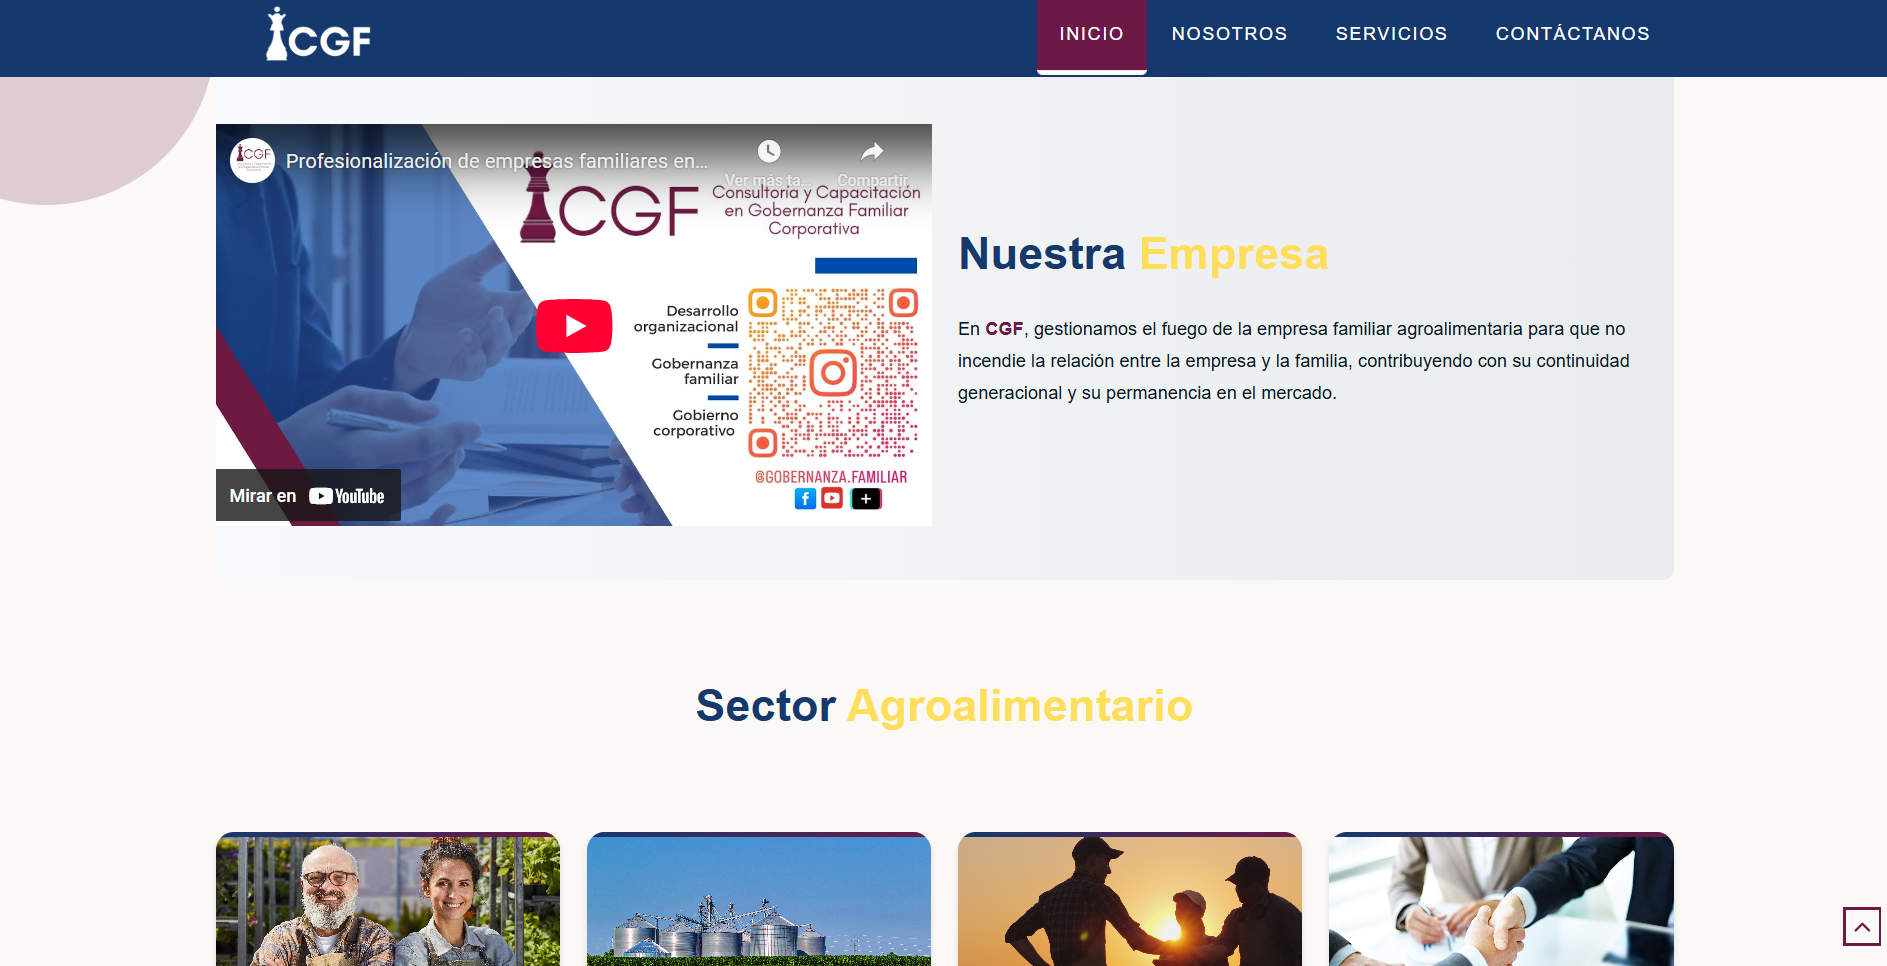 CGF
INICIO
NOSOTROS
SERVICIOS
CONTÁCTANOS
CGF
Profesionalización de empresas familiares en...
Ver más ta...
Compartir
CGF
Consultoría y Capacitación
en Gobernanza Familiar
Corporativa
Desarrollo
organizacional
Gobernanza
familiar
Gobierno
corporativo
@GOBERNANZA.FAMILIAR
Mirar en YouTube
Nuestra Empresa
En CGF, gestionamos el fuego de la empresa familiar agroalimentaria para que no
incendie la relación entre la empresa y la familia, contribuyendo con su continuidad
generacional y su permanencia en el mercado.
Sector Agroalimentario